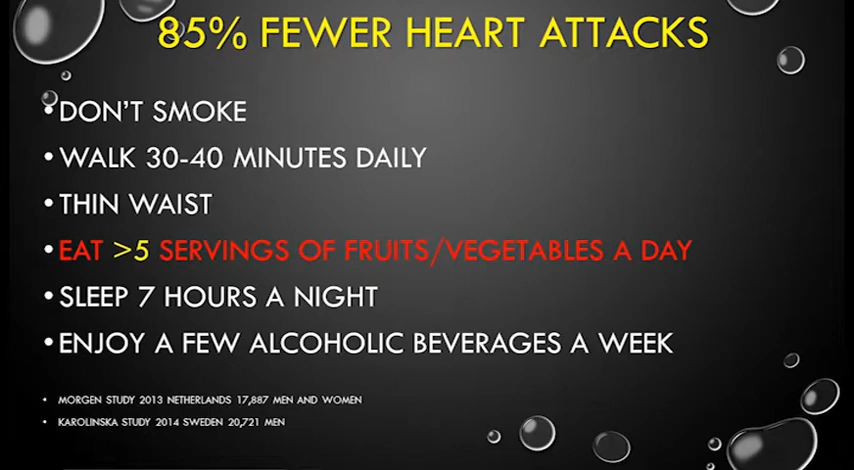 85% FEWER HEART ATTACKS
•DON'T SMOKE
•WALK 30-40 MINUTES DAILY
•THIN WAIST
•EAT >5 SERVINGS OF FRUITS/VEGETABLES A DAY
•SLEEP 7 HOURS A NIGHT
•ENJOY A FEW ALCOHOLIC BEVERAGES A WEEK
• MORGEN STUDY 2013 NETHERLANDS 17,887 MEN AND WOMEN
• KAROLINSKA STUDY 2014 SWEDEN 20,721 MEN